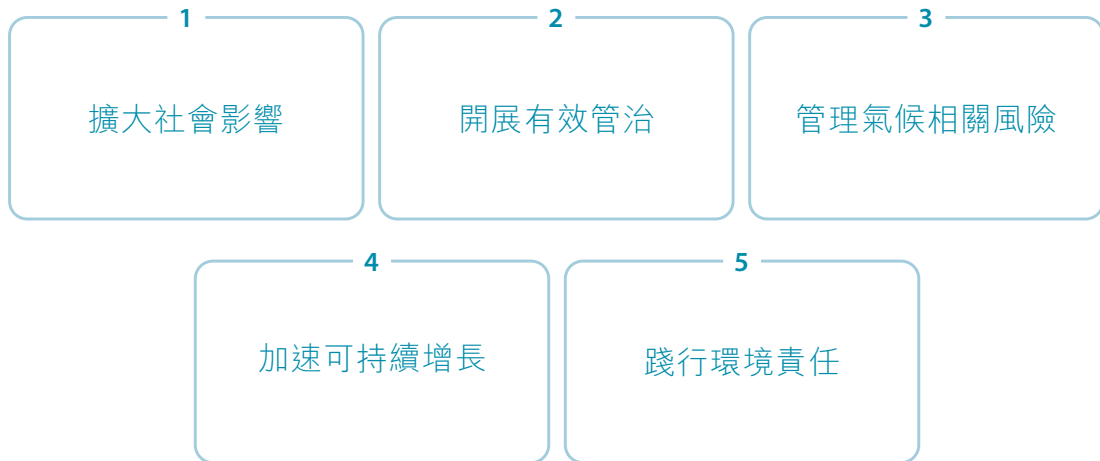 1
擴大社會影響
2
開展有效管治
3
管理氣候相關風險
4
加速可持續增長
5
踐行環境責任